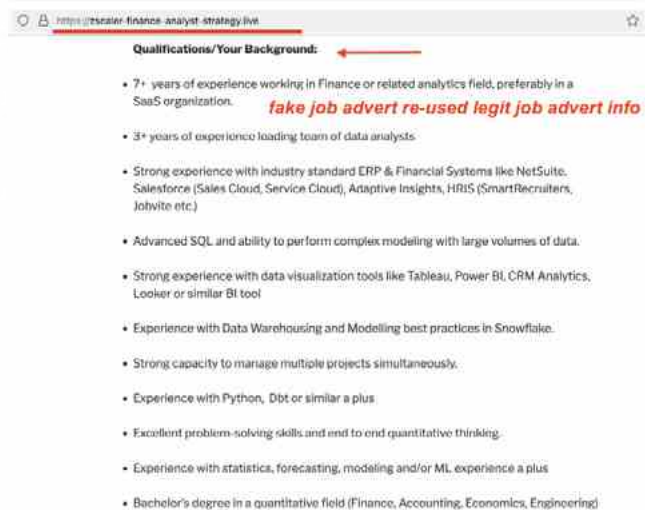 https://zscaler-finance-analyst-strategy.live
Qualifications/Your Background:
• 7+ years of experience working in Finance or related analytics field, preferably in a
SaaS organization.
fake job advert re-used legit job advert info
• 3+ years of experience leading team of data analysts
• Strong experience with industry standard ERP & Financial Systems like NetSuite,
Salesforce (Sales Cloud, Service Cloud), Adaptive Insights, HRIS (SmartRecruiters,
Jobvite etc.)
• Advanced SQL and ability to perform complex modeling with large volumes of data.
• Strong experience with data visualization tools like Tableau, Power BI, CRM Analytics,
Looker or similar BI tool
• Experience with Data Warehousing and Modelling best practices in Snowflake.
• Strong capacity to manage multiple projects simultaneously.
• Experience with Python, Dbt or similar a plus
• Excellent problem-solving skills and end to end quantitative thinking.
• Experience with statistics, forecasting, modeling and/or ML experience a plus
• Bachelor's degree in a quantitative field (Finance, Accounting, Economics, Engineering)